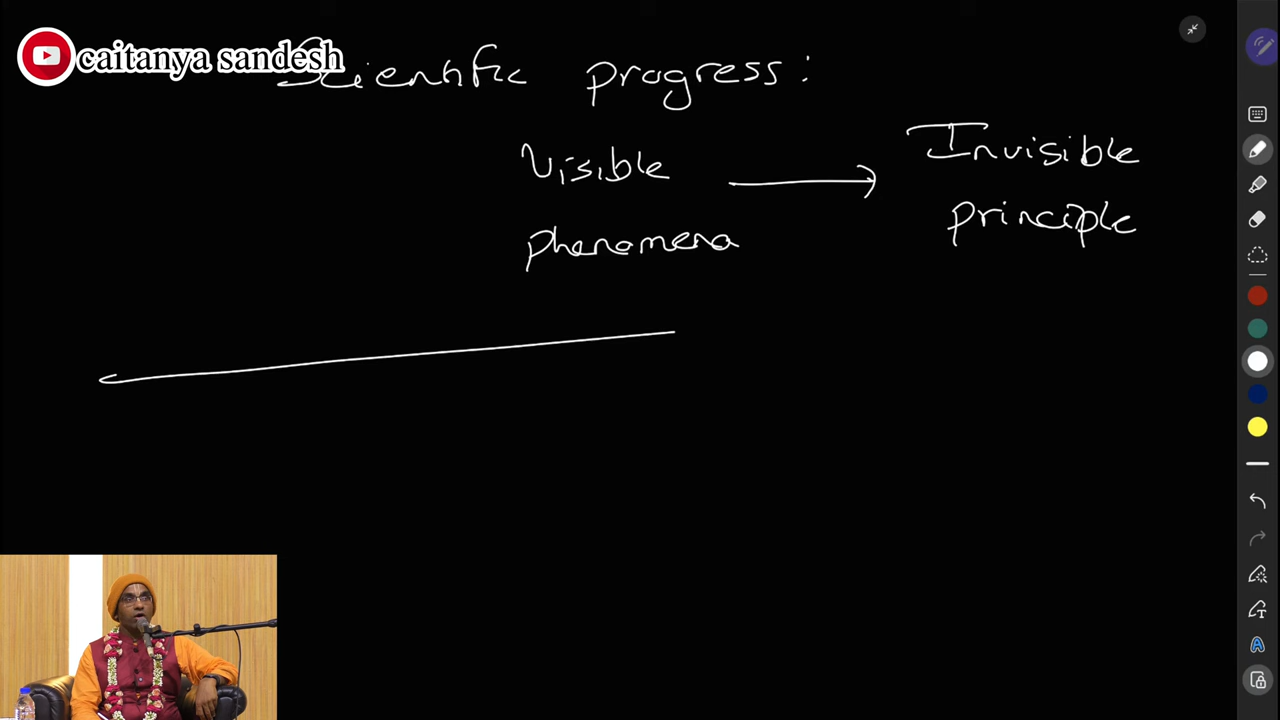 caitanya sandesh
Scientific progress:
Visible
phenomena
Invisible
principle